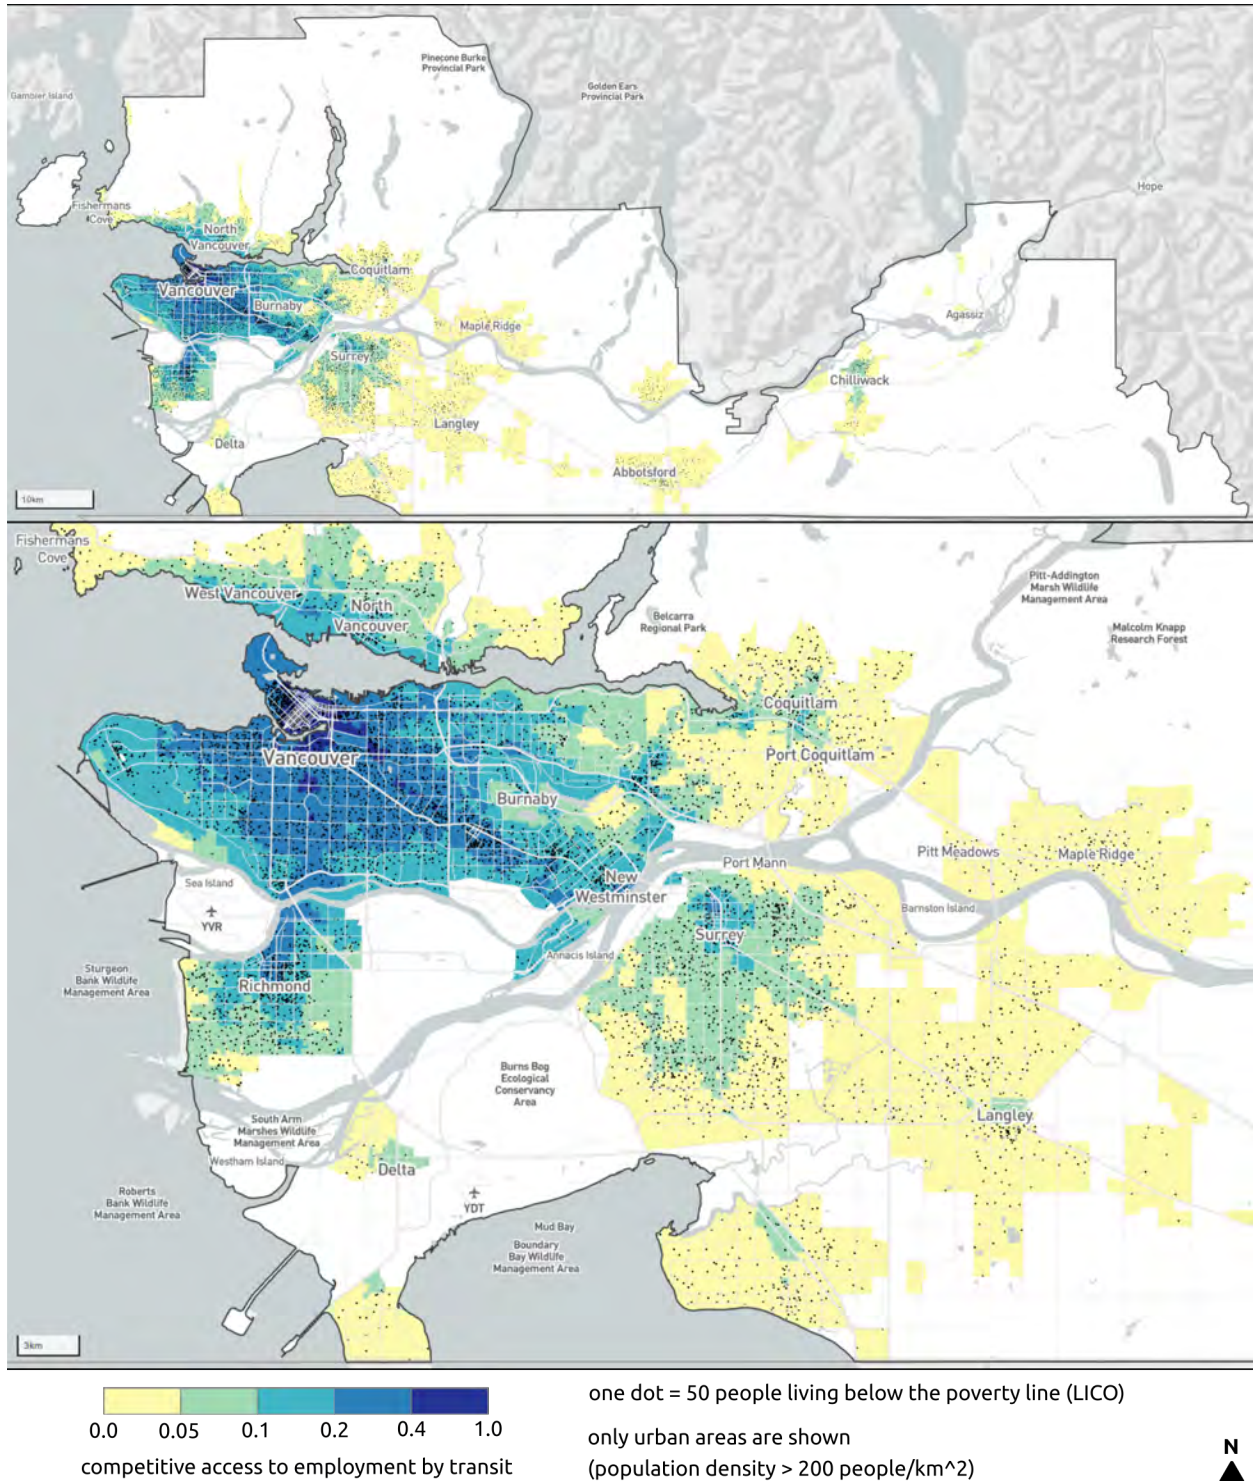 Pinecone Burke
Provincial Park
Golden Ears
Provincial Park
Gambier Island
Hope
Fishermans
Cove
North
Vancouver
Coquitlam
Vancouver
Burnaby
Maple Ridge
Agassiz
Surrey
Chilliwack
Langley
Delta
Abbotsford
10km
Fishermans
Cove
Pitt-Addington
Marsh Wildlife
Management Area
West Vancouver
North
Vancouver
Belcarra
Regional Park
Malcolm Knapp
Research Forest
Coquitlam
Vancouver
Port Coquitlam
Burnaby
Port Mann
Pitt Meadows
Maple Ridge
Sea Island
New
Westminster
YVR
Barnston Island
Surrey
Annacis Island
Sturgeon
Bank Wildlife
Management Area
Richmond
Burns Bog
Ecological
Conservancy
Area
South Arm
Marshes Wildlife
Management Area
Langley
Westham Island
Delta
Roberts
Bank Wildlife
Management Area
YDT
Mud Bay
Boundary
Bay Wildlife
Management Area
3km
one dot = 50 people living below the poverty line (LICO)
0.0 0.05 0.1 0.2 0.4 1.0
only urban areas are shown
N
competitive access to employment by transit
(population density > 200 people/km^2)